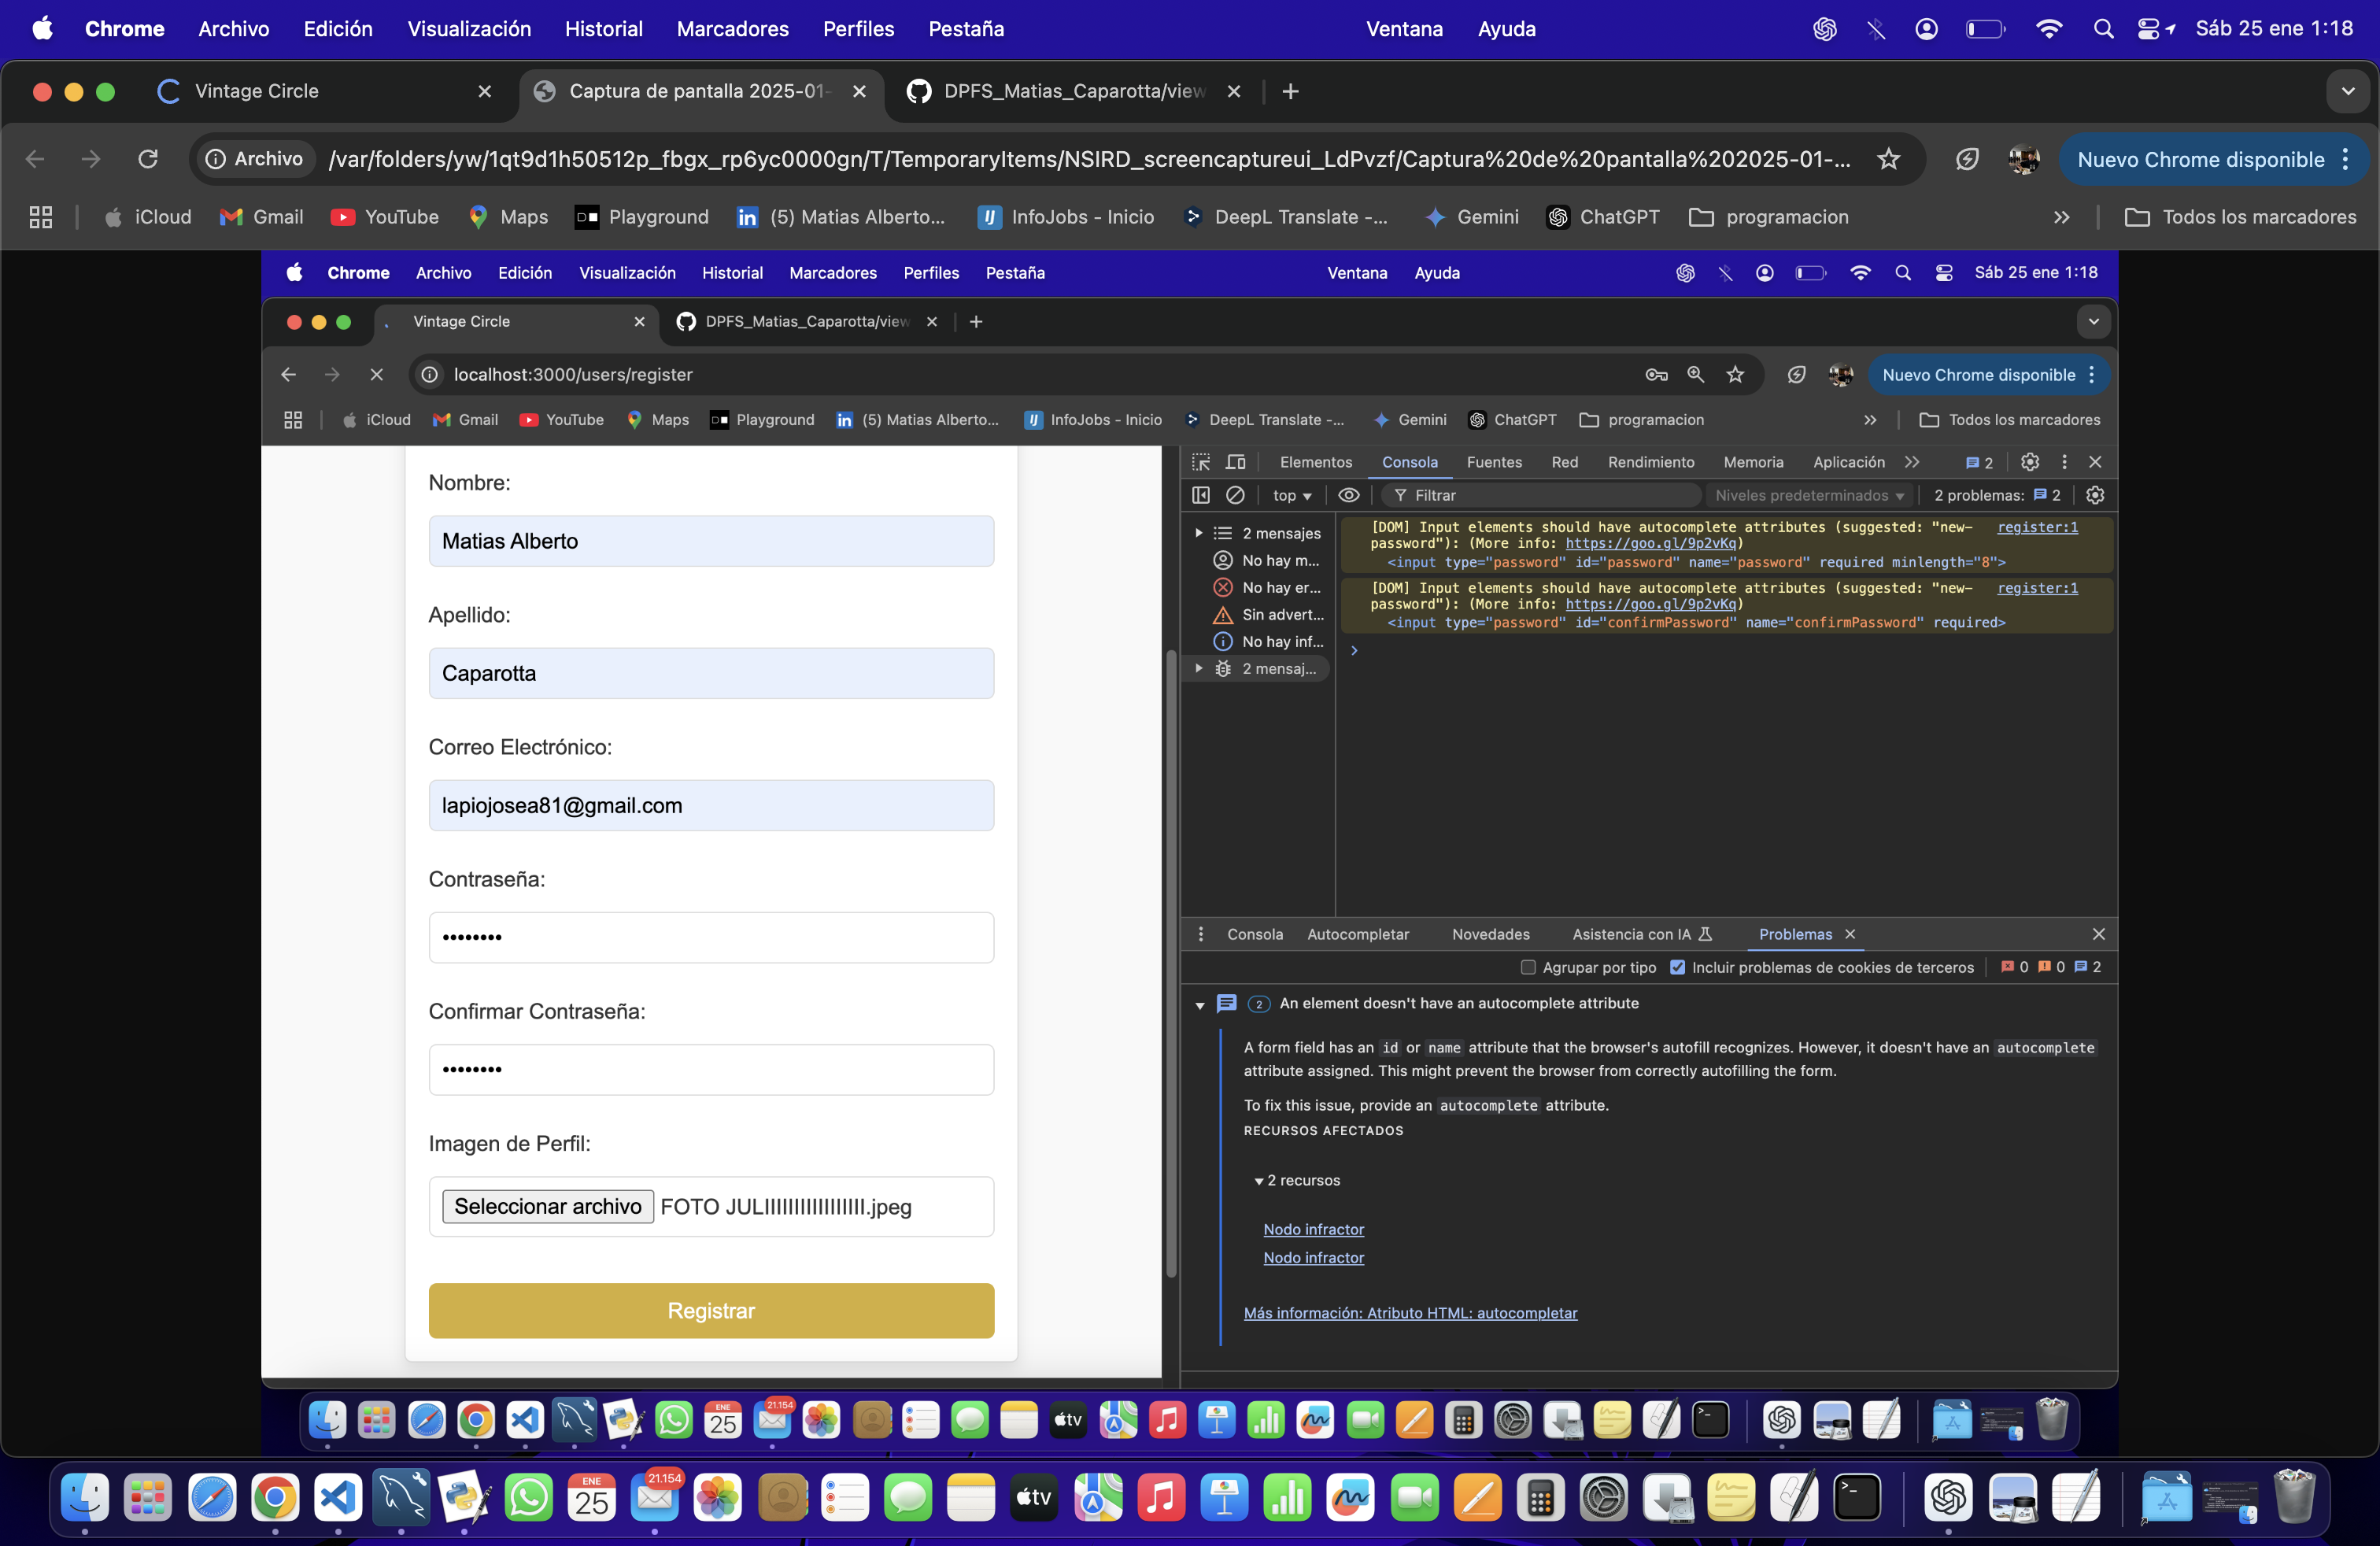 Chrome Archivo Edición Visualización Historial Marcadores Perfiles Pestaña Ventana Ayuda Sáb 25 ene 1:18
Vintage Circle Captura de pantalla 2025-01- DPFS_Matias_Caparotta/view
Archivo /var/folders/yw/1qt9d1h50512p_fbgx_rp6yc0000gn/T/TemporaryItems/NSIRD_screencaptureui_LdPvzf/Captura%20de%20pantalla%202025-01-... Nuevo Chrome disponible
iCloud Gmail YouTube Maps Playground (5) Matias Alberto... InfoJobs - Inicio DeepL Translate -... Gemini ChatGPT programacion Todos los marcadores
Chrome Archivo Edición Visualización Historial Marcadores Perfiles Pestaña Ventana Ayuda Sáb 25 ene 1:18
Vintage Circle DPFS_Matias_Caparotta/view
localhost:3000/users/register Nuevo Chrome disponible
iCloud Gmail YouTube Maps Playground (5) Matias Alberto... InfoJobs - Inicio DeepL Translate -... Gemini ChatGPT programacion Todos los marcadores
Nombre:
Matias Alberto
Apellido:
Caparotta
Correo Electrónico:
lapiojosea81@gmail.com
Contraseña:
••••••••
Confirmar Contraseña:
••••••••
Imagen de Perfil:
Seleccionar archivo FOTO JULIIIIIIIIIIIIIIIII.jpeg
Registrar
Elementos Consola Fuentes Red Rendimiento Memoria Aplicación 2
top Filtrar Niveles predeterminados 2 problemas: 2
2 mensajes
No hay m...
No hay er...
Sin advert...
No hay inf...
2 mensaj...
[DOM] Input elements should have autocomplete attributes (suggested: "new- register:1
password"): (More info: https://goo.gl/9p2vKq)
<input type="password" id="password" name="password" required minlength="8">
[DOM] Input elements should have autocomplete attributes (suggested: "new- register:1
password"): (More info: https://goo.gl/9p2vKq)
<input type="password" id="confirmPassword" name="confirmPassword" required>
Consola Autocompletar Novedades Asistencia con IA Problemas
Agrupar por tipo Incluir problemas de cookies de terceros 0 0 2
2 An element doesn't have an autocomplete attribute
A form field has an id or name attribute that the browser's autofill recognizes. However, it doesn't have an autocomplete
attribute assigned. This might prevent the browser from correctly autofilling the form.
To fix this issue, provide an autocomplete attribute.
RECURSOS AFECTADOS
2 recursos
Nodo infractor
Nodo infractor
Más información: Atributo HTML: autocompletar
ENE 25 21.154 tv
ENE 25 21.154 tv